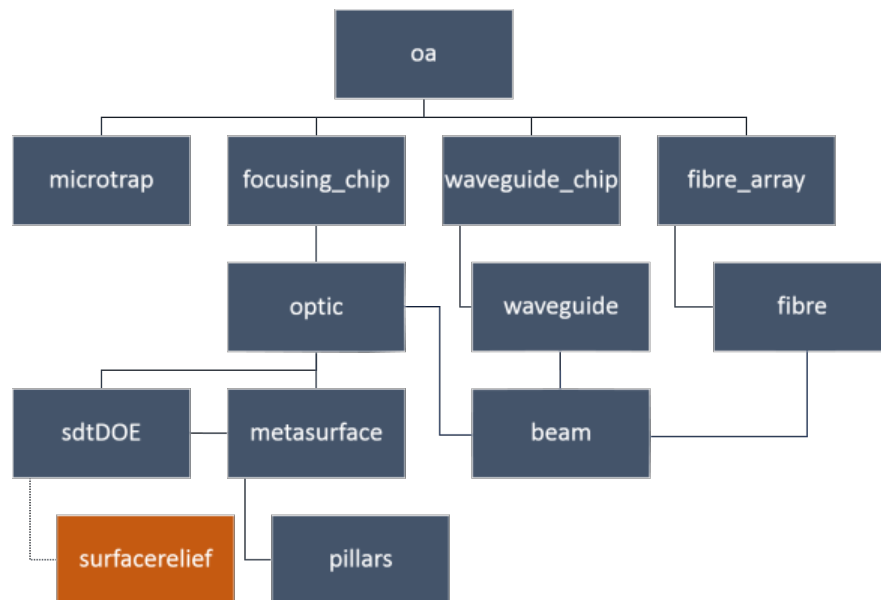 oa
microtrap
focusing_chip
waveguide_chip
fibre_array
optic
waveguide
fibre
sdtDOE
metasurface
beam
surfacerelief
pillars